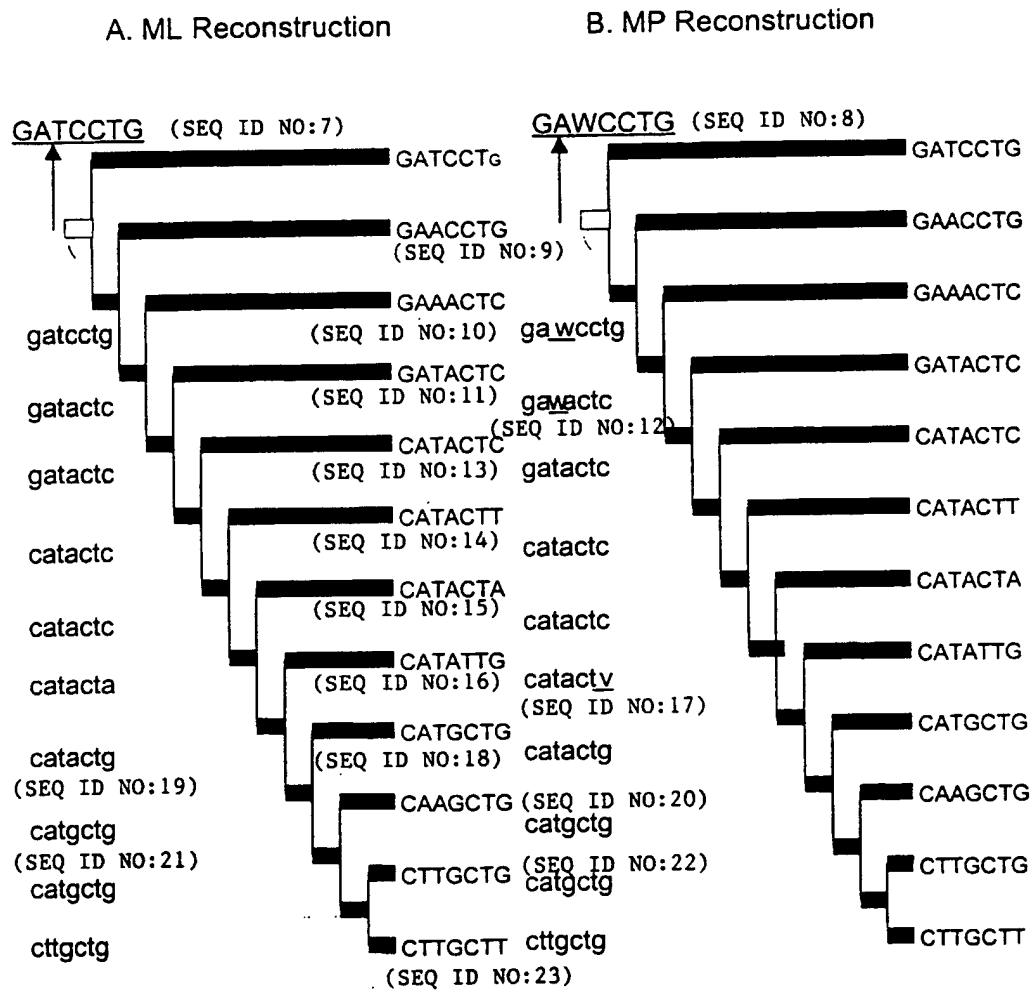 A. ML Reconstruction
GATCCTG (SEQ ID NO:7)
GATCCTG
GAACCTG
(SEQ ID NO:9)
GAAACTC
(SEQ ID NO:10)
gatcctg
GATACTC
(SEQ ID NO:11)
gatactc
CATACTC
(SEQ ID NO:13)
gatactc
CATACTT
(SEQ ID NO:14)
catactc
CATACTA
(SEQ ID NO:15)
catactc
CATATTG
(SEQ ID NO:16)
catacta
CATGCTG
(SEQ ID NO:18)
catactg
(SEQ ID NO:19)
CAAGCTG (SEQ ID NO:20)
catgctg
(SEQ ID NO:21)
CTTGCTG (SEQ ID NO:22)
catgctg
cttgctg
CTTGCTT
(SEQ ID NO:23)
B. MP Reconstruction
GAWCCTG (SEQ ID NO:8)
GATCCTG
GAACCTG
GAAACTC
gawcctg
GATACTC
gawactc
(SEQ ID NO:12)
CATACTC
gatactc
CATACTT
catactc
CATACTA
catactc
CATATTG
catactv
(SEQ ID NO:17)
CATGCTG
catactg
CAAGCTG
catgctg
CTTGCTG
catgctg
CTTGCTT
cttgctg